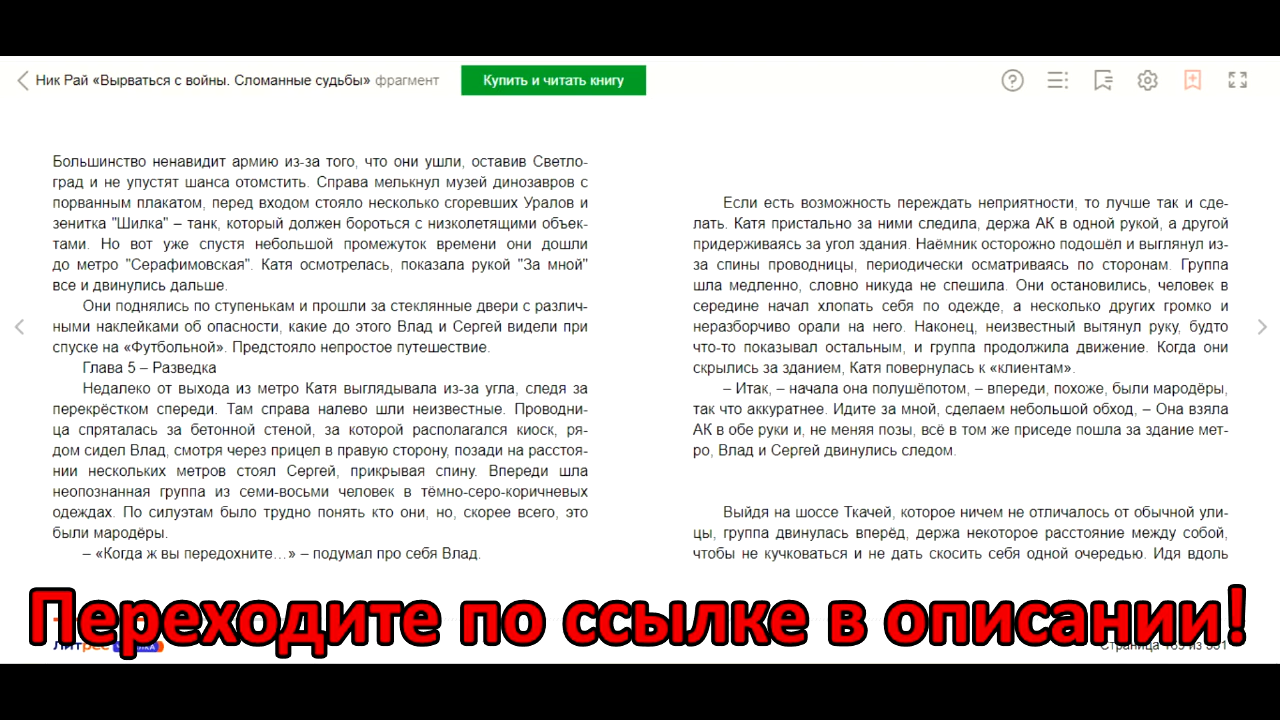 Ник Рай «Вырваться с войны. Сломанные судьбы» фрагмент
Купить и читать книгу
Большинство ненавидит армию из-за того, что они ушли, оставив Светло-
град и не упустят шанса отомстить. Справа мелькнул музей динозавров с
порванным плакатом, перед входом стояло несколько сгоревших Уралов и
зенитка "Шилка" – танк, который должен бороться с низколетящими объек-
тами. Но вот уже спустя небольшой промежуток времени они дошли
до метро "Серафимовская". Катя осмотрелась, показала рукой "За мной"
все и двинулись дальше.
Они поднялись по ступенькам и прошли за стеклянные двери с различ-
ными наклейками об опасности, какие до этого Влад и Сергей видели при
спуске на «Футбольной». Предстояло непростое путешествие.
Глава 5 – Разведка
Недалеко от выхода из метро Катя выглядывала из-за угла, следя за
перекрёстком спереди. Там справа налево шли неизвестные. Проводни-
ца спряталась за бетонной стеной, за которой располагался киоск, ря-
дом сидел Влад, смотря через прицел в правую сторону, позади на расстоя-
нии нескольких метров стоял Сергей, прикрывая спину. Впереди шла
неопознанная группа из семи-восьми человек в тёмно-серо-коричневых
одеждах. По силуэтам было трудно понять кто они, но, скорее всего, это
были мародёры.
– «Когда ж вы передохните...» – подумал про себя Влад.
Если есть возможность переждать неприятности, то лучше так и сде-
лать. Катя пристально за ними следила, держа АК в одной рукой, а другой
придерживаясь за угол здания. Наёмник осторожно подошёл и выглянул из-
за спины проводницы, периодически осматриваясь по сторонам. Группа
шла медленно, словно никуда не спешила. Они остановились, человек в
середине начал хлопать себя по одежде, а несколько других громко и
неразборчиво орали на него. Наконец, неизвестный вытянул руку, будто
что-то показывал остальным, и группа продолжила движение. Когда они
скрылись за зданием, Катя повернулась к «клиентам».
– Итак, – начала она полушёпотом, – впереди, похоже, были мародёры,
так что аккуратнее. Идите за мной, сделаем небольшой обход, – Она взяла
АК в обе руки и, не меняя позы, всё в том же приседе пошла за здание мет-
ро, Влад и Сергей двинулись следом.
Выйдя на шоссе Ткачей, которое ничем не отличалось от обычной ули-
цы, группа двинулась вперёд, держа некоторое расстояние между собой,
чтобы не кучковаться и не дать скосить себя одной очередью. Идя вдоль
Переходите по ссылке в описании!
Страница из